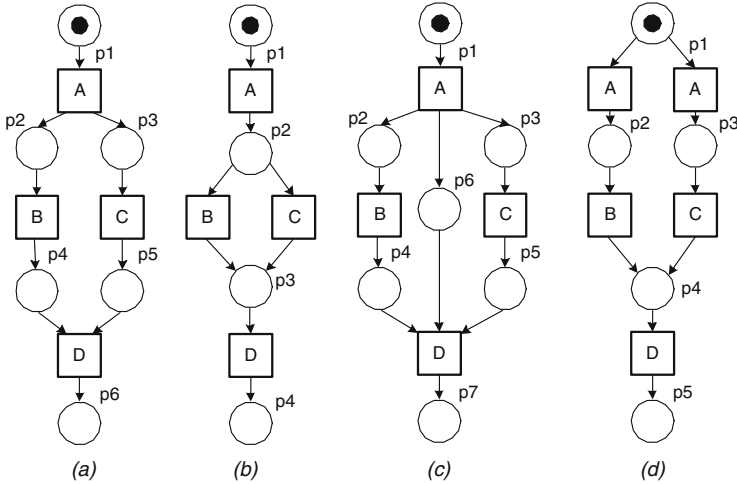 p1 p1 p1 p1
A A A A A
p2 p3 p2 p2 p3 p2 p3
p6
B C B C B C B C
p4 p5 p3 p4 p5 p4
D D D D
p6 p4 p7 p5
(a) (b) (c) (d)